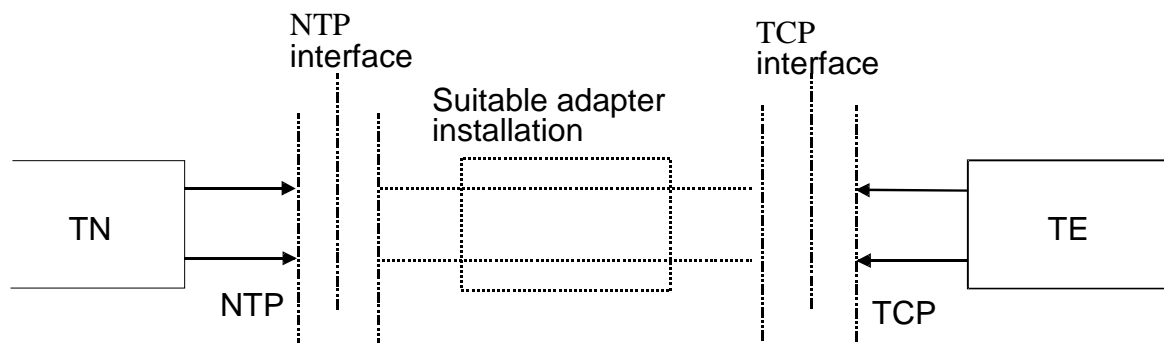 NTP
interface
TCP
interface
Suitable adapter
installation
TN
TE
NTP
TCP